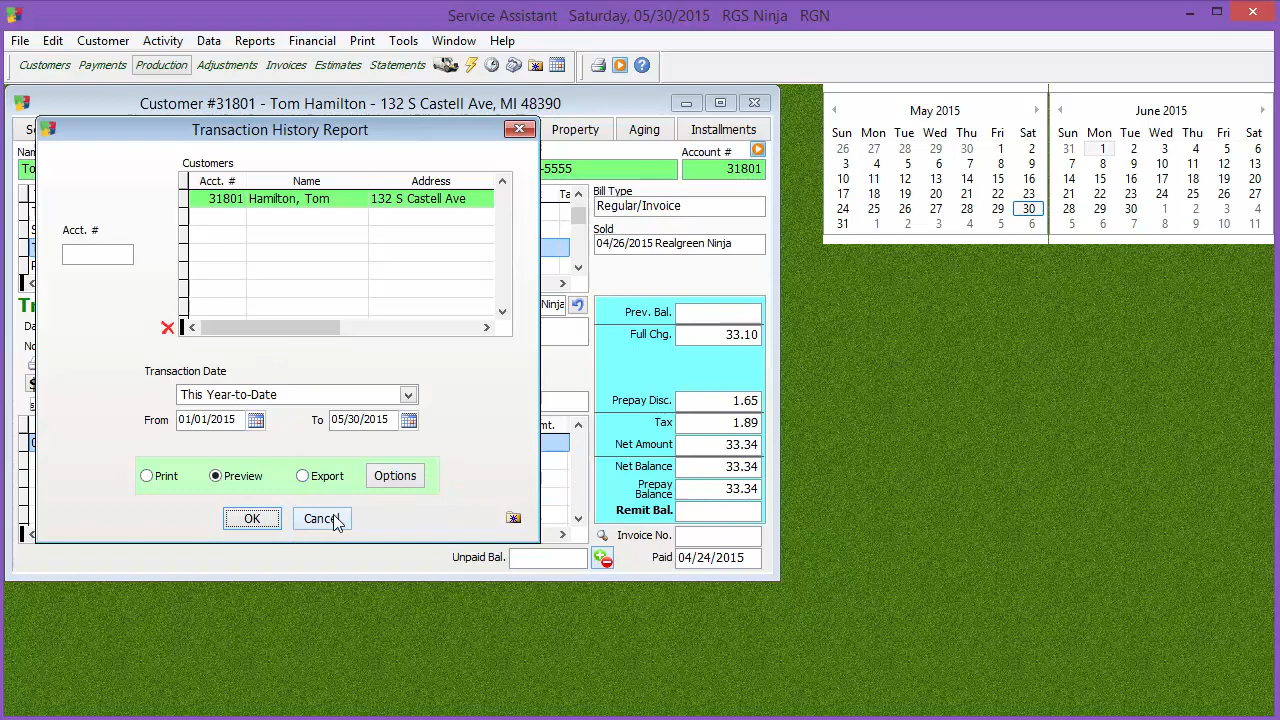 Service Assistant Saturday, 05/30/2015 RGS Ninja RGN
File Edit Customer Activity Data Reports Financial Print Tools Window Help
Customers Payments Production Adjustments Invoices Estimates Statements
Customer #31801 - Tom Hamilton - 132 S Castell Ave, MI 48390
Property Aging Installments
Account #
-5555 31801
Bill Type
Regular/Invoice
Sold
04/26/2015 Realgreen Ninja
Ninja
Prev. Bal.
Full Chg. 33.10
Prepay Disc. 1.65
Tax 1.89
Net Amount 33.34
Net Balance 33.34
Prepay Balance 33.34
Remit Bal.
Invoice No.
Unpaid Bal. Paid 04/24/2015
Transaction History Report
Customers
Acct. # Name Address
31801 Hamilton, Tom 132 S Castell Ave
Acct. #
Transaction Date
This Year-to-Date
From 01/01/2015 To 05/30/2015
Print Preview Export Options
OK Cancel
May 2015
Sun Mon Tue Wed Thu Fri Sat
26 27 28 29 30 1 2
3 4 5 6 7 8 9
10 11 12 13 14 15 16
17 18 19 20 21 22 23
24 25 26 27 28 29 30
31 1 2 3 4 5 6
June 2015
Sun Mon Tue Wed Thu Fri Sat
31 1 2 3 4 5 6
7 8 9 10 11 12 13
14 15 16 17 18 19 20
21 22 23 24 25 26 27
28 29 30 1 2 3 4
5 6 7 8 9 10 11